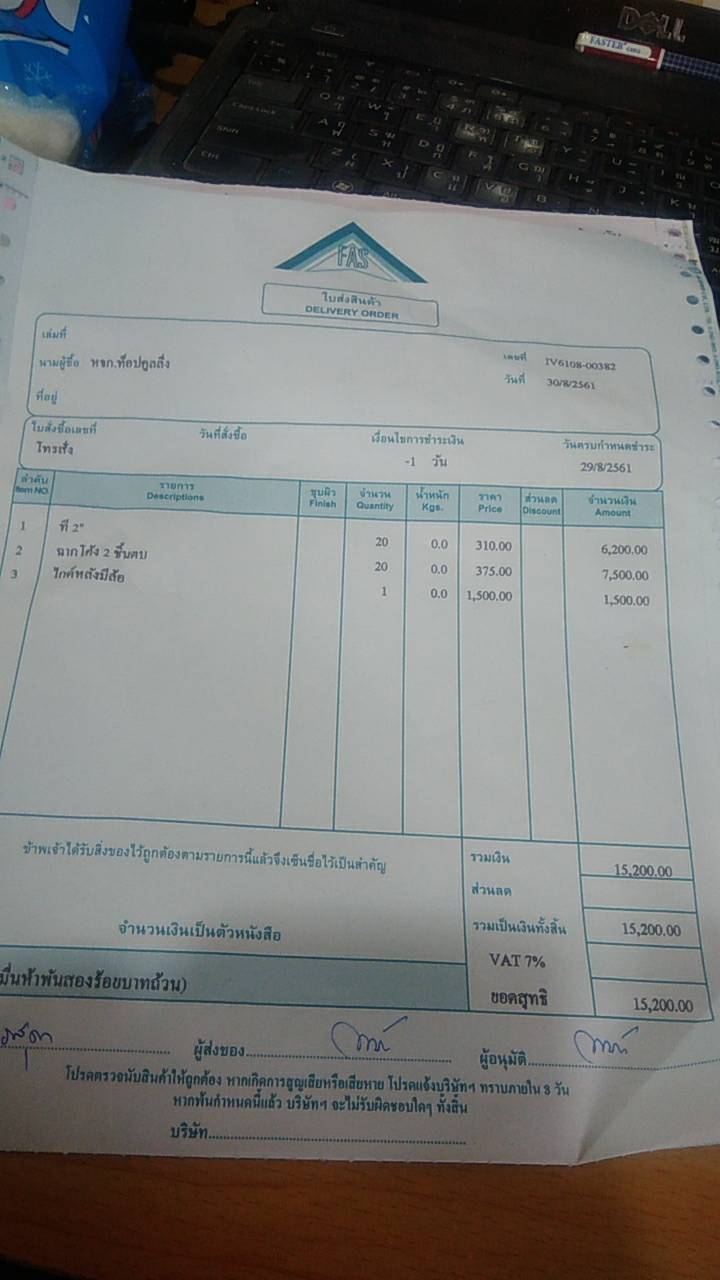 DELL
FASTER
Caps Lock
Shift
Ctrl
FAS
ใบส่งสินค้า
DELIVERY ORDER
เล่มที่
เลขที่ IV6108-00382
นามผู้ซื้อ หจก.ท็อปคูลลิ่ง
วันที่ 30/8/2561
ที่อยู่
ใบสั่งซื้อเลขที่ วันที่สั่งซื้อ เงื่อนไขการชำระเงิน วันครบกำหนดชำระ
โทรสั่ง -1 วัน 29/8/2561
ลำดับ รายการ ชุบผิว จำนวน น้ำหนัก ราคา ส่วนลด จำนวนเงิน
Item NO. Descriptions Finish Quantity Kgs. Price Discount Amount
1 ที 2" 20 0.0 310.00 6,200.00
2 ฉากโค้ง 2 ชั้นตบ 20 0.0 375.00 7,500.00
3 ไกด์หลังมีล้อ 1 0.0 1,500.00 1,500.00
ข้าพเจ้าได้รับสิ่งของไว้ถูกต้องตามรายการนี้แล้วจึงเซ็นชื่อไว้เป็นสำคัญ
รวมเงิน 15,200.00
ส่วนลด
จำนวนเงินเป็นตัวหนังสือ
รวมเป็นเงินทั้งสิ้น 15,200.00
VAT 7%
หมื่นห้าพันสองร้อยบาทถ้วน)
ยอดสุทธิ 15,200.00
ผู้ส่งของ ผู้อนุมัติ
โปรดตรวจนับสินค้าให้ถูกต้อง หากเกิดการสูญเสียหรือเสียหาย โปรดแจ้งบริษัทฯ ทราบภายใน 3 วัน
หากพ้นกำหนดนี้แล้ว บริษัทฯ จะไม่รับผิดชอบใดๆ ทั้งสิ้น
บริษัท